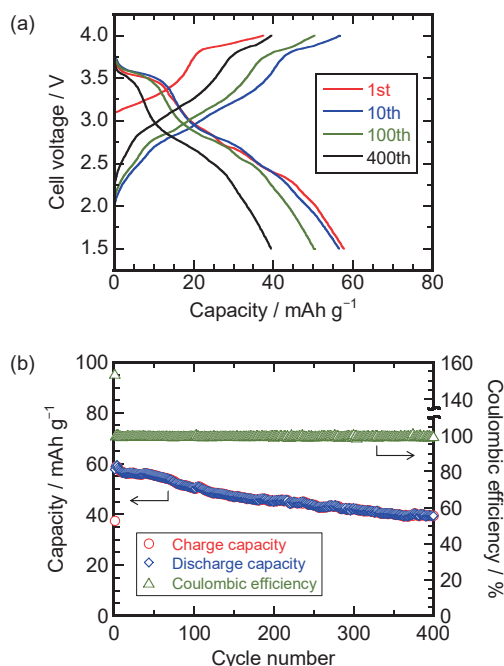 (a)
4.0
3.5
3.0
2.5
2.0
1.5
Cell voltage / V
1st
10th
100th
400th
0
20
40
60
80
Capacity / mAh g⁻¹
(b)
100
80
60
40
20
0
Capacity / mAh g⁻¹
160
140
100
80
60
40
20
0
Coulombic efficiency / %
Charge capacity
Discharge capacity
Coulombic efficiency
0
100
200
300
400
Cycle number